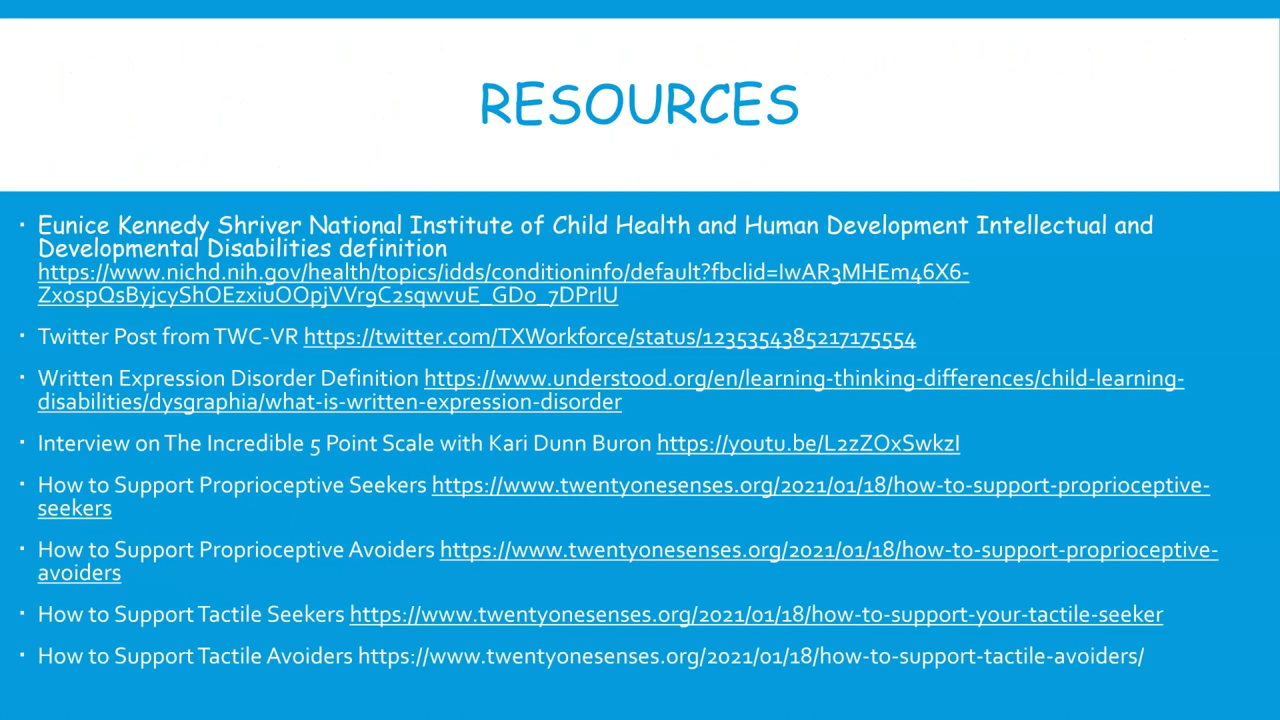 RESOURCES
Eunice Kennedy Shriver National Institute of Child Health and Human Development Intellectual and
Developmental Disabilities definition
https://www.nichd.nih.gov/health/topics/idds/conditioninfo/default?fbclid=IwAR3MHEm46X6-
ZxospQsByjcyShOEzxiuOOpjVVr9C2sqwvuE_GDo_7DPrlU
Twitter Post from TWC-VR https://twitter.com/TXWorkforce/status/1235354385217175554
Written Expression Disorder Definition https://www.understood.org/en/learning-thinking-differences/child-learning-
disabilities/dysgraphia/what-is-written-expression-disorder
Interview on The Incredible 5 Point Scale with Kari Dunn Buron https://youtu.be/L2zZOxSwkzI
How to Support Proprioceptive Seekers https://www.twentyonesenses.org/2021/01/18/how-to-support-proprioceptive-
seekers
How to Support Proprioceptive Avoiders https://www.twentyonesenses.org/2021/01/18/how-to-support-proprioceptive-
avoiders
How to Support Tactile Seekers https://www.twentyonesenses.org/2021/01/18/how-to-support-your-tactile-seeker
How to Support Tactile Avoiders https://www.twentyonesenses.org/2021/01/18/how-to-support-tactile-avoiders/